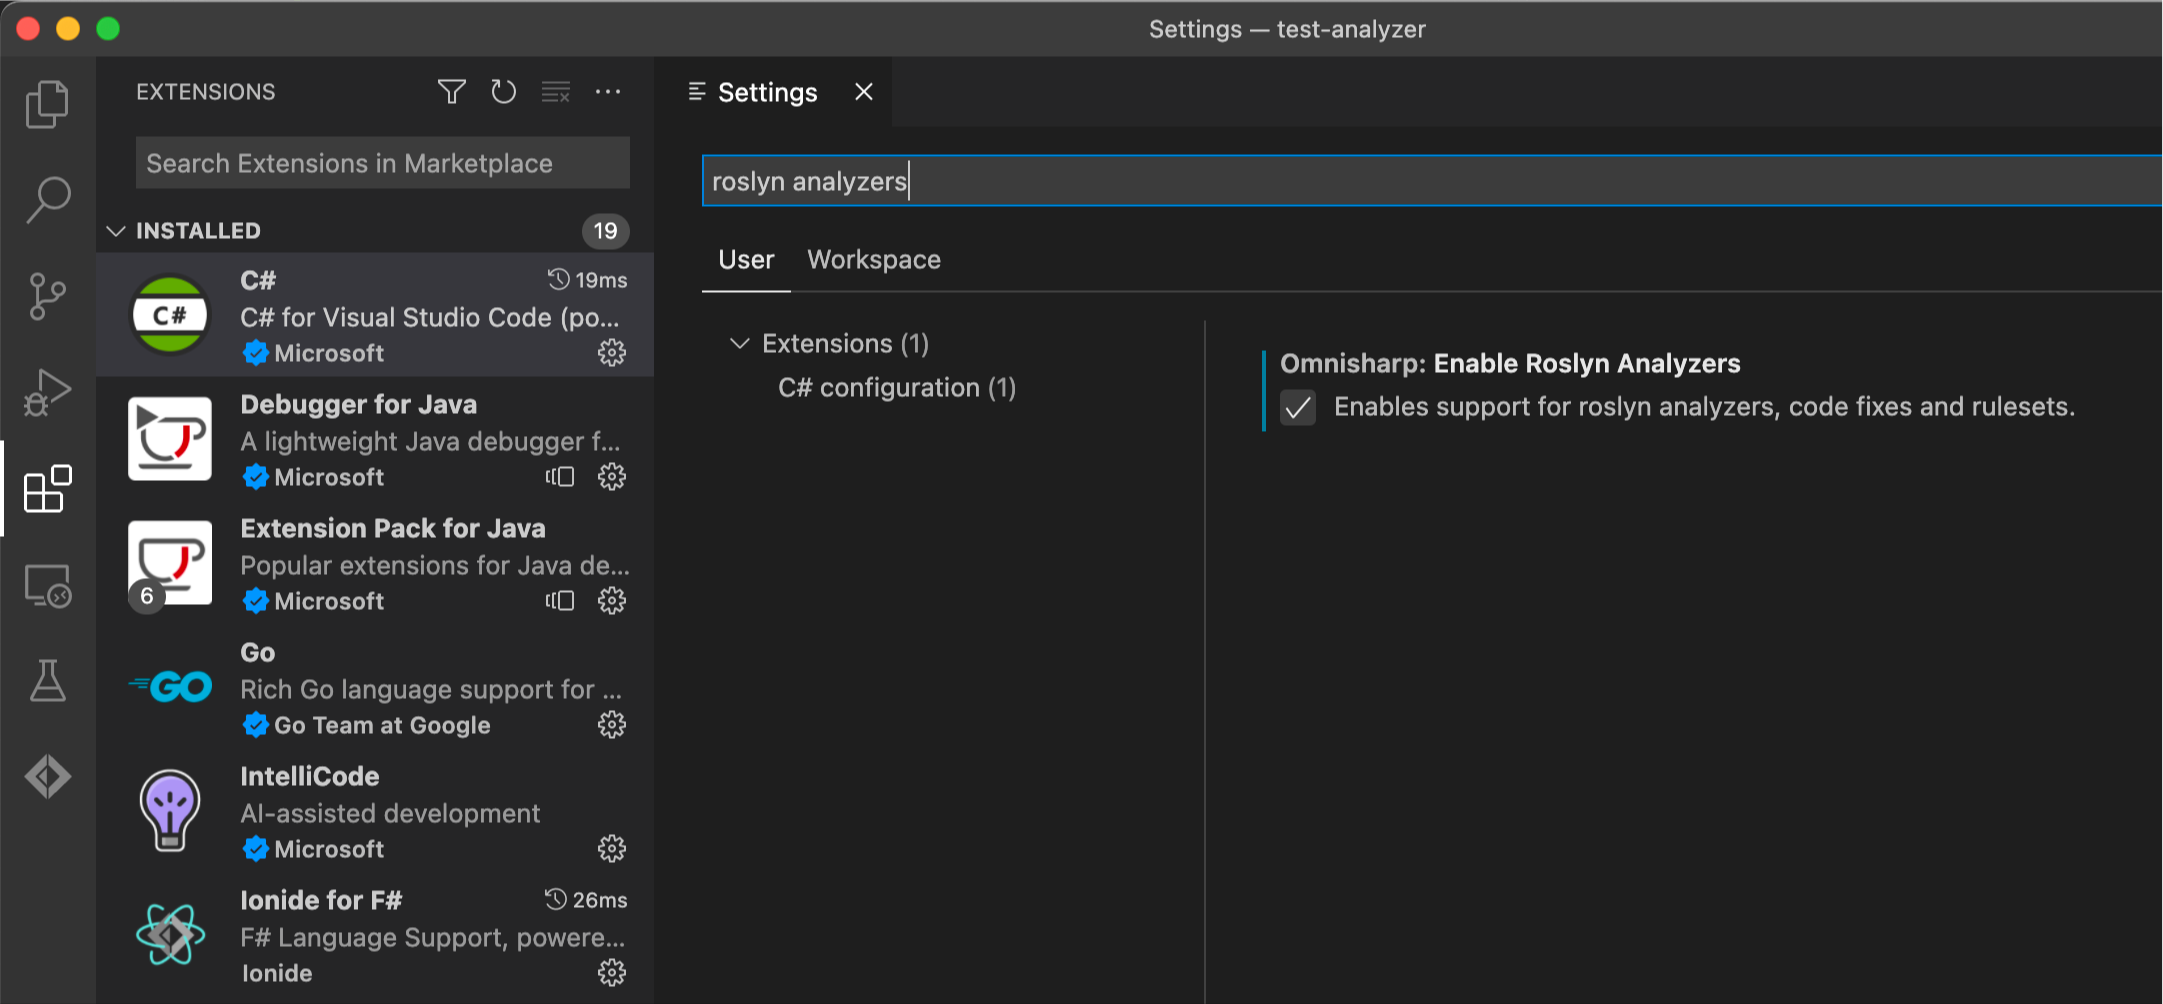 Settings — test-analyzer
EXTENSIONS
Search Extensions in Marketplace
INSTALLED
19
C#
C#
19ms
C# for Visual Studio Code (po...
Microsoft
Debugger for Java
A lightweight Java debugger f...
Microsoft
Extension Pack for Java
Popular extensions for Java de...
6
Microsoft
Go
GO
Rich Go language support for ...
Go Team at Google
IntelliCode
AI-assisted development
Microsoft
Ionide for F#
26ms
F# Language Support, powere...
Ionide
Settings
roslyn analyzers
User
Workspace
Extensions (1)
C# configuration (1)
Omnisharp: Enable Roslyn Analyzers
Enables support for roslyn analyzers, code fixes and rulesets.